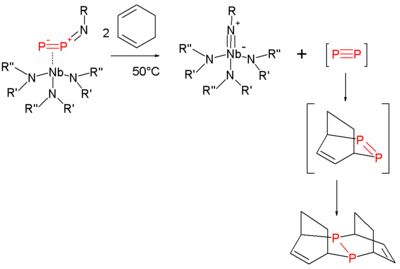 R
P⁻=P⁺ N 2 R
N⁺
R" Nb R" R" Nb⁻ R" + [P≡P]
N N N N
R' N R' 50°C R' N R'
R" R' R" R'
P
P
P
P